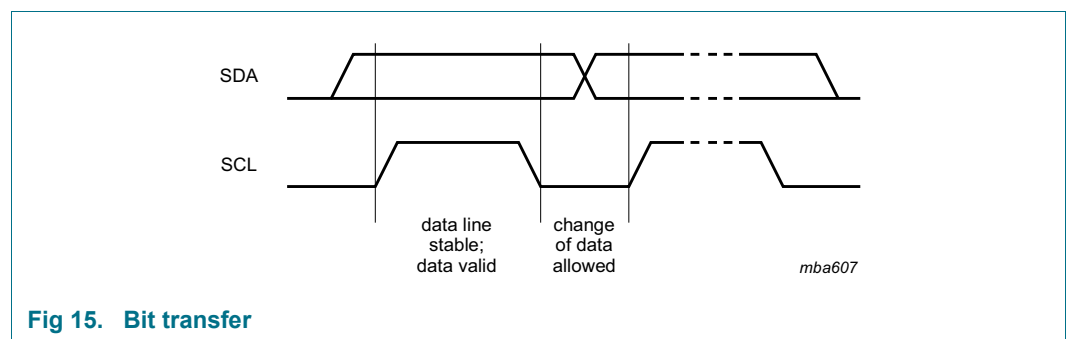 SDA
SCL
data line
stable;
data valid
change
of data
allowed
mba607
Fig 15. Bit transfer